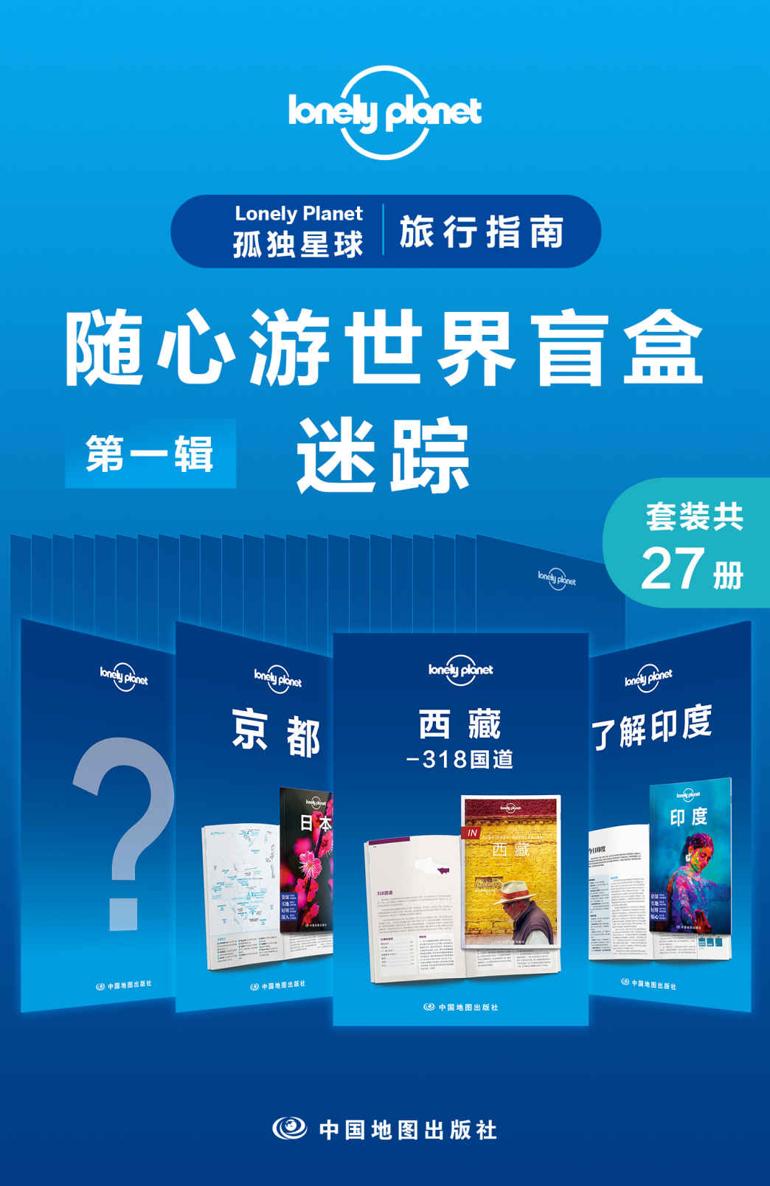 lonely planet
Lonely Planet
孤独星球
旅行指南
随心游世界盲盒
迷踪
第一辑
套装共
27册
lonely planet
lonely planet
?
中国地图出版社
lonely planet
京都
日本
中国地图出版社
lonely planet
西藏
-318国道
IN
西藏
中国地图出版社
lonely planet
了解印度
印度
中国地图出版社
中国地图出版社